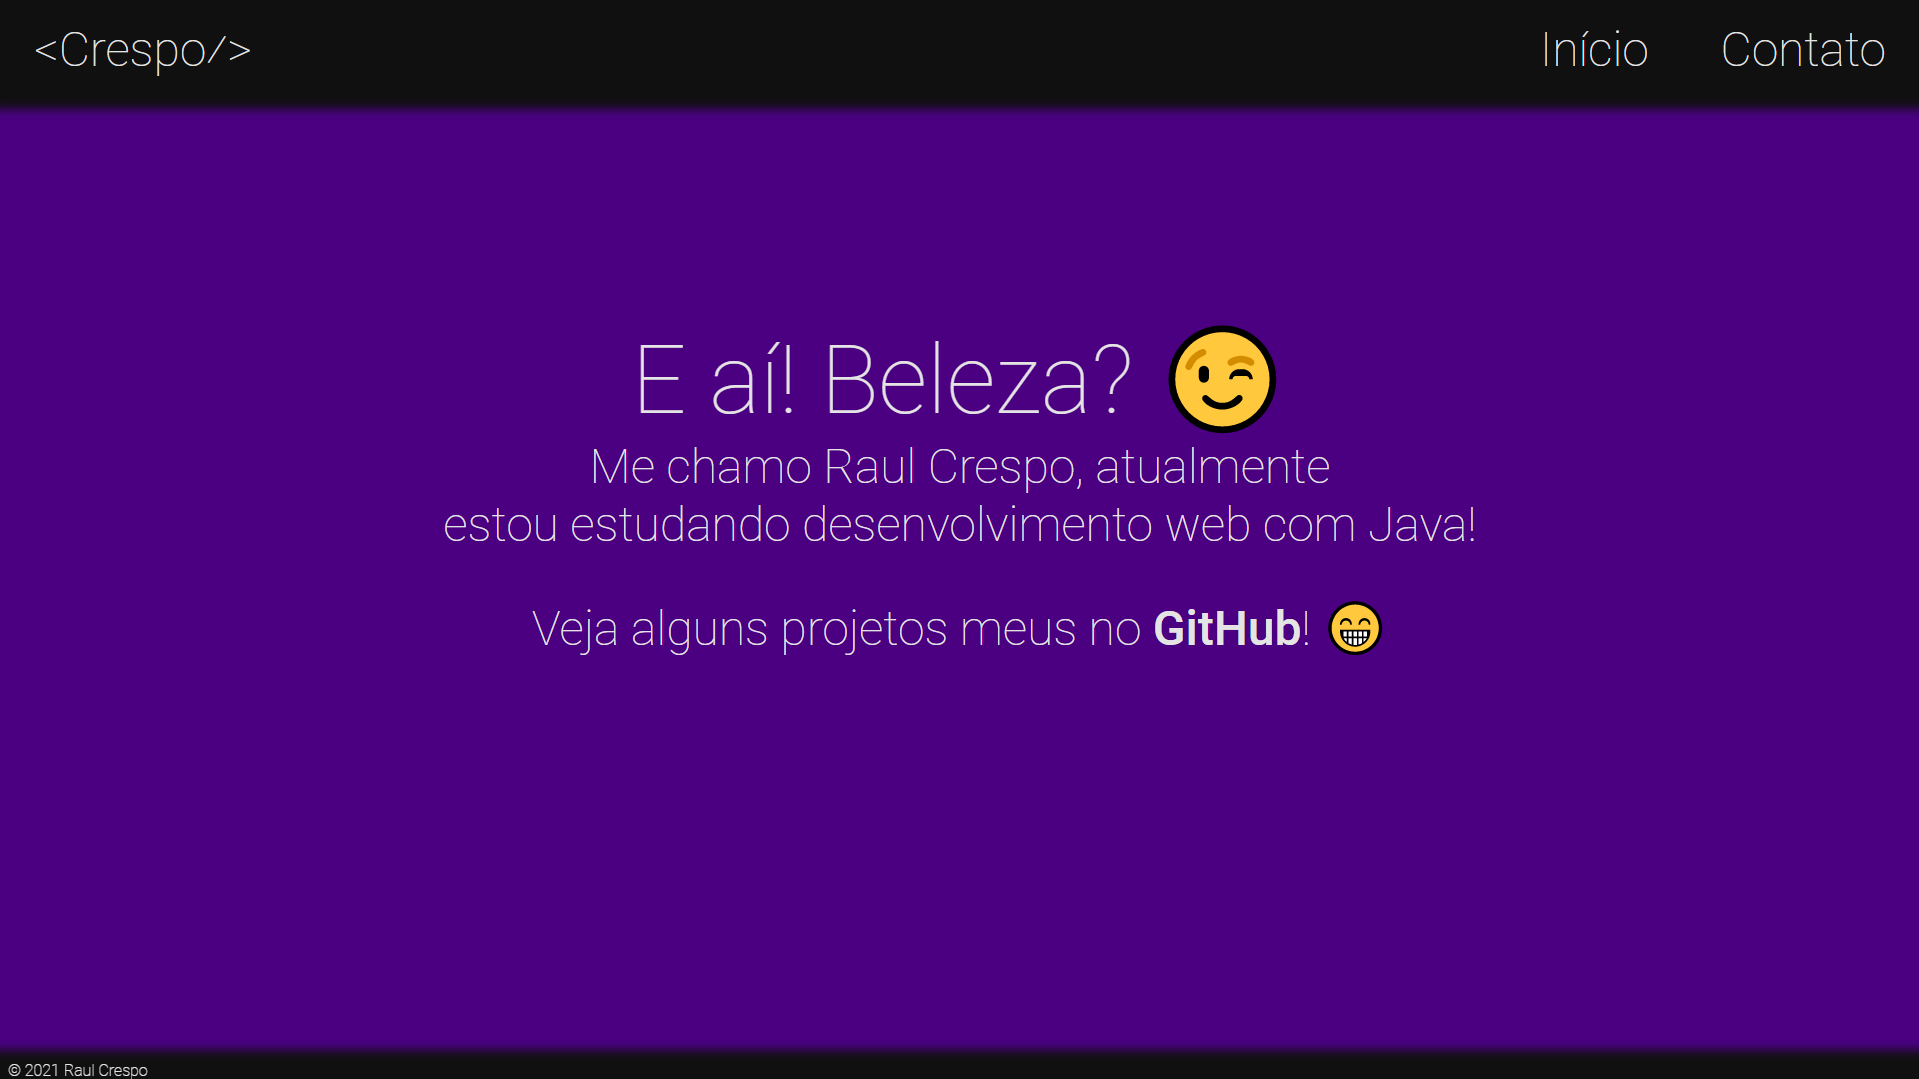 <Crespo/>
Início
Contato
E aí! Beleza? 😉
Me chamo Raul Crespo, atualmente
estou estudando desenvolvimento web com Java!
Veja alguns projetos meus no GitHub! 😁
© 2021 Raul Crespo